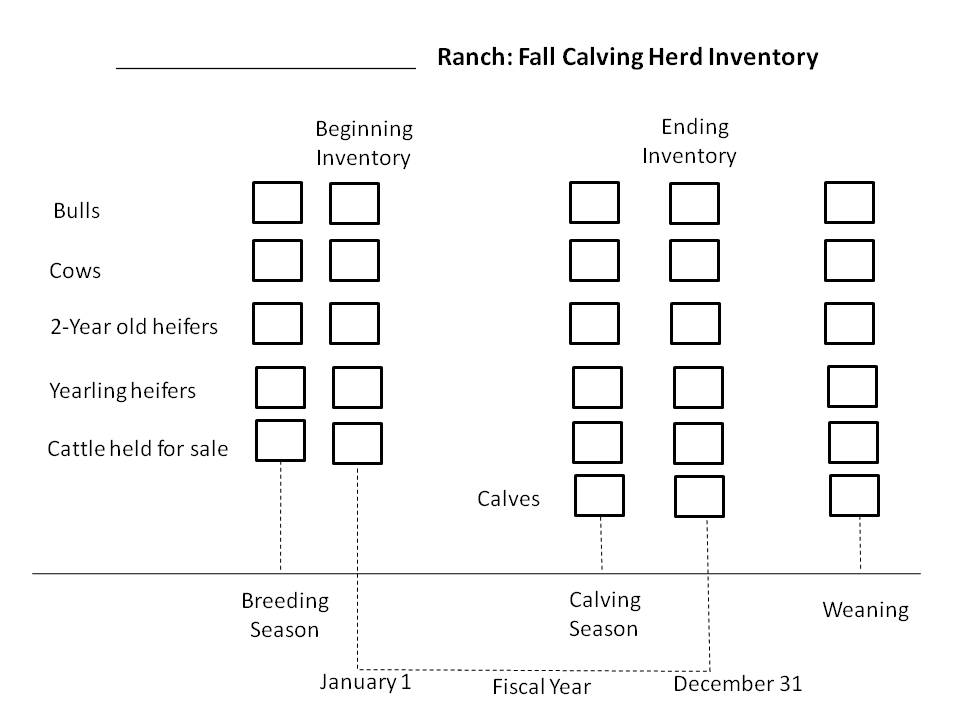 Ranch: Fall Calving Herd Inventory
Beginning
Inventory
Ending
Inventory
Bulls
Cows
2-Year old heifers
Yearling heifers
Cattle held for sale
Calves
Breeding
Season
Calving
Season
Weaning
January 1
Fiscal Year
December 31